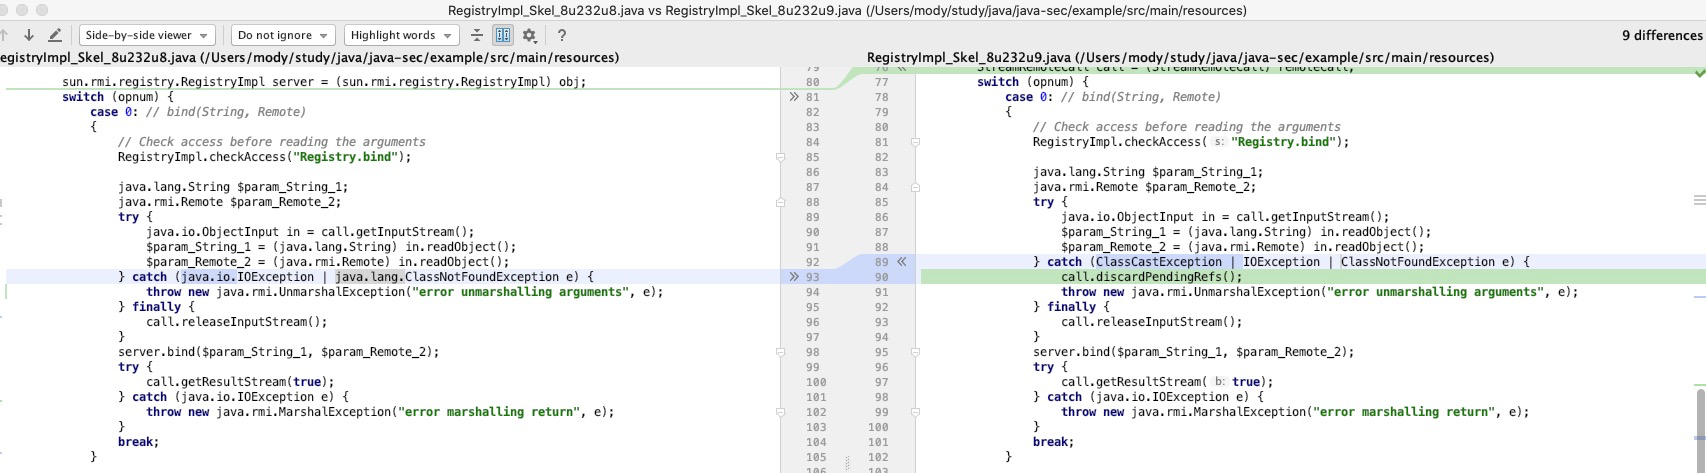 RegistryImpl_Skel_8u232u8.java vs RegistryImpl_Skel_8u232u9.java (/Users/mody/study/java/java-sec/example/src/main/resources)
Side-by-side viewer
Do not ignore
Highlight words
?
9 differences
egistryImpl_Skel_8u232u8.java (/Users/mody/study/java/java-sec/example/src/main/resources)
sun.rmi.registry.RegistryImpl server = (sun.rmi.registry.RegistryImpl) obj;
switch (opnum) {
case 0: // bind(String, Remote)
{
// Check access before reading the arguments
RegistryImpl.checkAccess("Registry.bind");
java.lang.String $param_String_1;
java.rmi.Remote $param_Remote_2;
try {
java.io.ObjectInput in = call.getInputStream();
$param_String_1 = (java.lang.String) in.readObject();
$param_Remote_2 = (java.rmi.Remote) in.readObject();
} catch (java.io.IOException | java.lang.ClassNotFoundException e) {
throw new java.rmi.UnmarshalException("error unmarshalling arguments", e);
} finally {
call.releaseInputStream();
}
server.bind($param_String_1, $param_Remote_2);
try {
call.getResultStream(true);
} catch (java.io.IOException e) {
throw new java.rmi.MarshalException("error marshalling return", e);
}
break;
}
79
80
81
82
83
84
85
86
87
88
89
90
91
92
93
94
95
96
97
98
99
100
101
102
103
104
105
106
76
77
78
79
80
81
82
83
84
85
86
87
88
89
90
91
92
93
94
95
96
97
98
99
100
101
102
103
RegistryImpl_Skel_8u232u9.java (/Users/mody/study/java/java-sec/example/src/main/resources)
StreamRemoteCall call = (StreamRemoteCall) remoteCall;
switch (opnum) {
case 0: // bind(String, Remote)
{
// Check access before reading the arguments
RegistryImpl.checkAccess( s: "Registry.bind");
java.lang.String $param_String_1;
java.rmi.Remote $param_Remote_2;
try {
java.io.ObjectInput in = call.getInputStream();
$param_String_1 = (java.lang.String) in.readObject();
$param_Remote_2 = (java.rmi.Remote) in.readObject();
} catch (ClassCastException | IOException | ClassNotFoundException e) {
call.discardPendingRefs();
throw new java.rmi.UnmarshalException("error unmarshalling arguments", e);
} finally {
call.releaseInputStream();
}
server.bind($param_String_1, $param_Remote_2);
try {
call.getResultStream( b: true);
} catch (java.io.IOException e) {
throw new java.rmi.MarshalException("error marshalling return", e);
}
break;
}